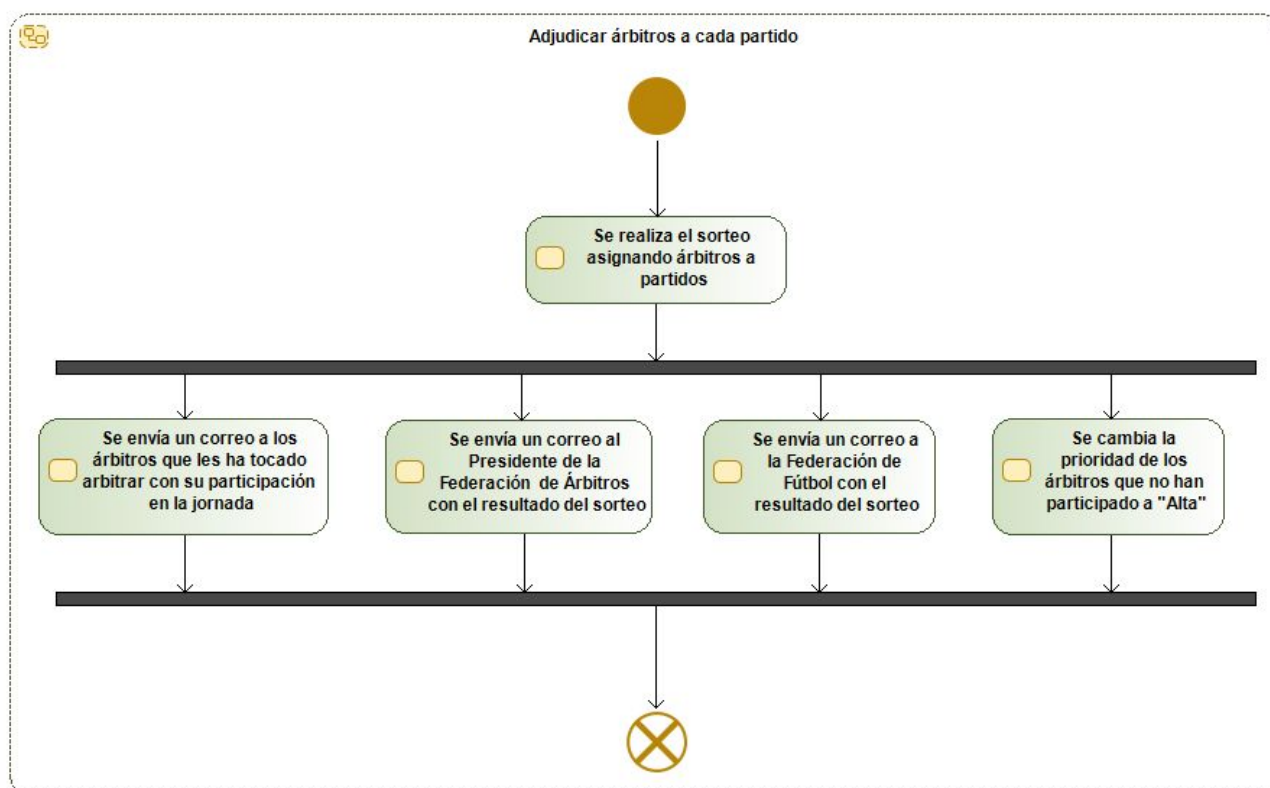 Adjudicar árbitros a cada partido
Se realiza el sorteo
asignando árbitros a
partidos
Se envía un correo a los
árbitros que les ha tocado
arbitrar con su participación
en la jornada
Se envía un correo al
Presidente de la
Federación de Árbitros
con el resultado del sorteo
Se envía un correo a
la Federación de
Fútbol con el
resultado del sorteo
Se cambia la
prioridad de los
árbitros que no han
participado a "Alta"